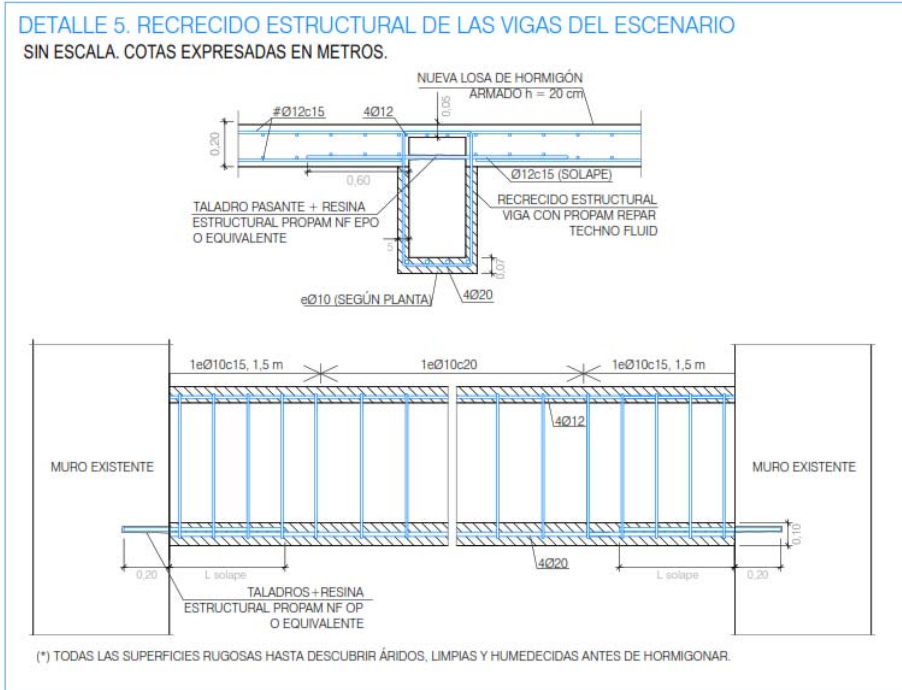 DETALLE 5. RECRECIDO ESTRUCTURAL DE LAS VIGAS DEL ESCENARIO
SIN ESCALA. COTAS EXPRESADAS EN METROS.
NUEVA LOSA DE HORMIGÓN
ARMADO h = 20 cm
#Ø12c15
4Ø12
0,05
0,20
0,60
Ø12c15 (SOLAPE)
TALADRO PASANTE + RESINA
ESTRUCTURAL PROPAM NF EPO
O EQUIVALENTE
RECRECIDO ESTRUCTURAL
VIGA CON PROPAM REPAR
TECHNO FLUID
5
0,07
eØ10 (SEGÚN PLANTA)
4Ø20
1eØ10c15, 1,5 m
1eØ10c20
1eØ10c15, 1,5 m
4Ø12
MURO EXISTENTE
MURO EXISTENTE
0,10
4Ø20
0,20
L solape
L solape
0,20
TALADROS+RESINA
ESTRUCTURAL PROPAM NF OP
O EQUIVALENTE
(*) TODAS LAS SUPERFICIES RUGOSAS HASTA DESCUBRIR ÁRIDOS, LIMPIAS Y HUMEDECIDAS ANTES DE HORMIGONAR.